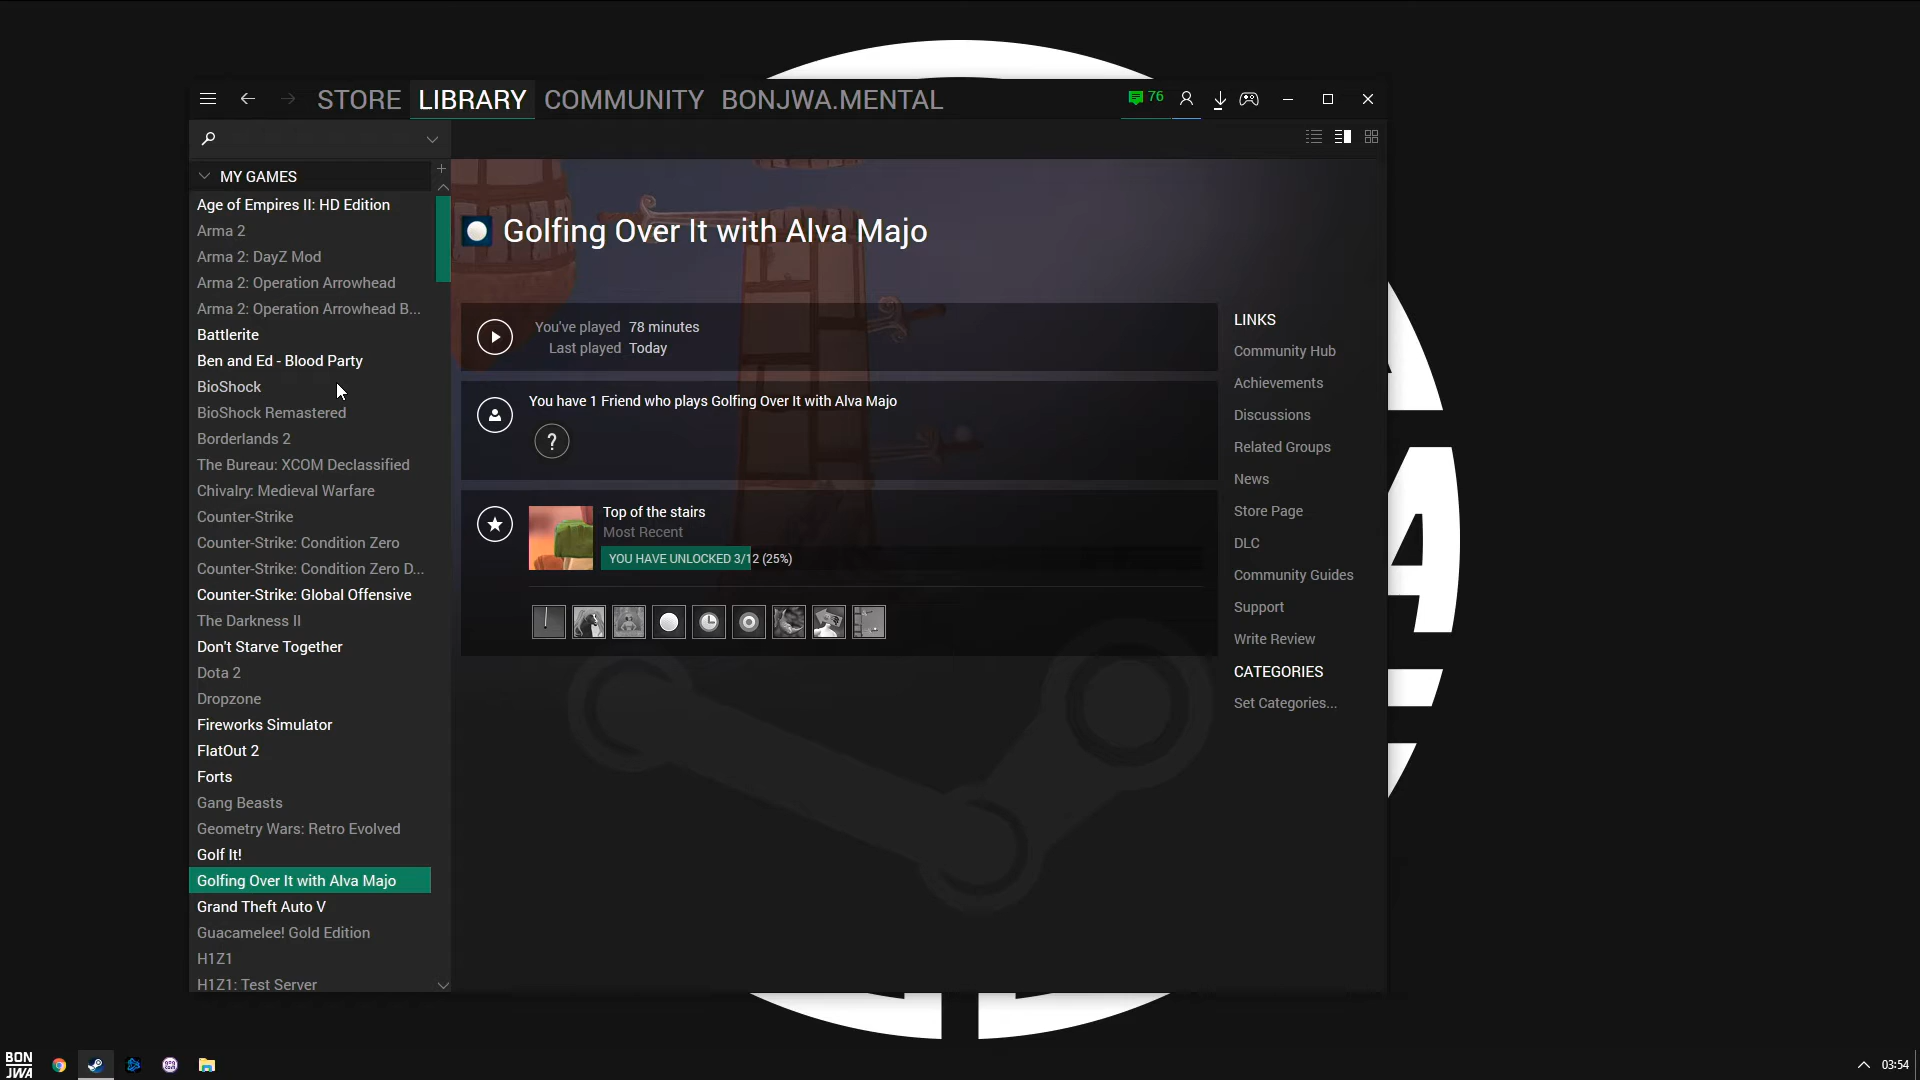 STORE LIBRARY COMMUNITY BONJWA.MENTAL
76
MY GAMES
Age of Empires II: HD Edition
Arma 2
Arma 2: DayZ Mod
Arma 2: Operation Arrowhead
Arma 2: Operation Arrowhead B...
Battlerite
Ben and Ed - Blood Party
BioShock
BioShock Remastered
Borderlands 2
The Bureau: XCOM Declassified
Chivalry: Medieval Warfare
Counter-Strike
Counter-Strike: Condition Zero
Counter-Strike: Condition Zero D...
Counter-Strike: Global Offensive
The Darkness II
Don't Starve Together
Dota 2
Dropzone
Fireworks Simulator
FlatOut 2
Forts
Gang Beasts
Geometry Wars: Retro Evolved
Golf It!
Golfing Over It with Alva Majo
Grand Theft Auto V
Guacamelee! Gold Edition
H1Z1
H1Z1: Test Server
Golfing Over It with Alva Majo
You've played 78 minutes
Last played Today
You have 1 Friend who plays Golfing Over It with Alva Majo
?
Top of the stairs
Most Recent
YOU HAVE UNLOCKED 3/12 (25%)
LINKS
Community Hub
Achievements
Discussions
Related Groups
News
Store Page
DLC
Community Guides
Support
Write Review
CATEGORIES
Set Categories...
BON
JWA
03:54